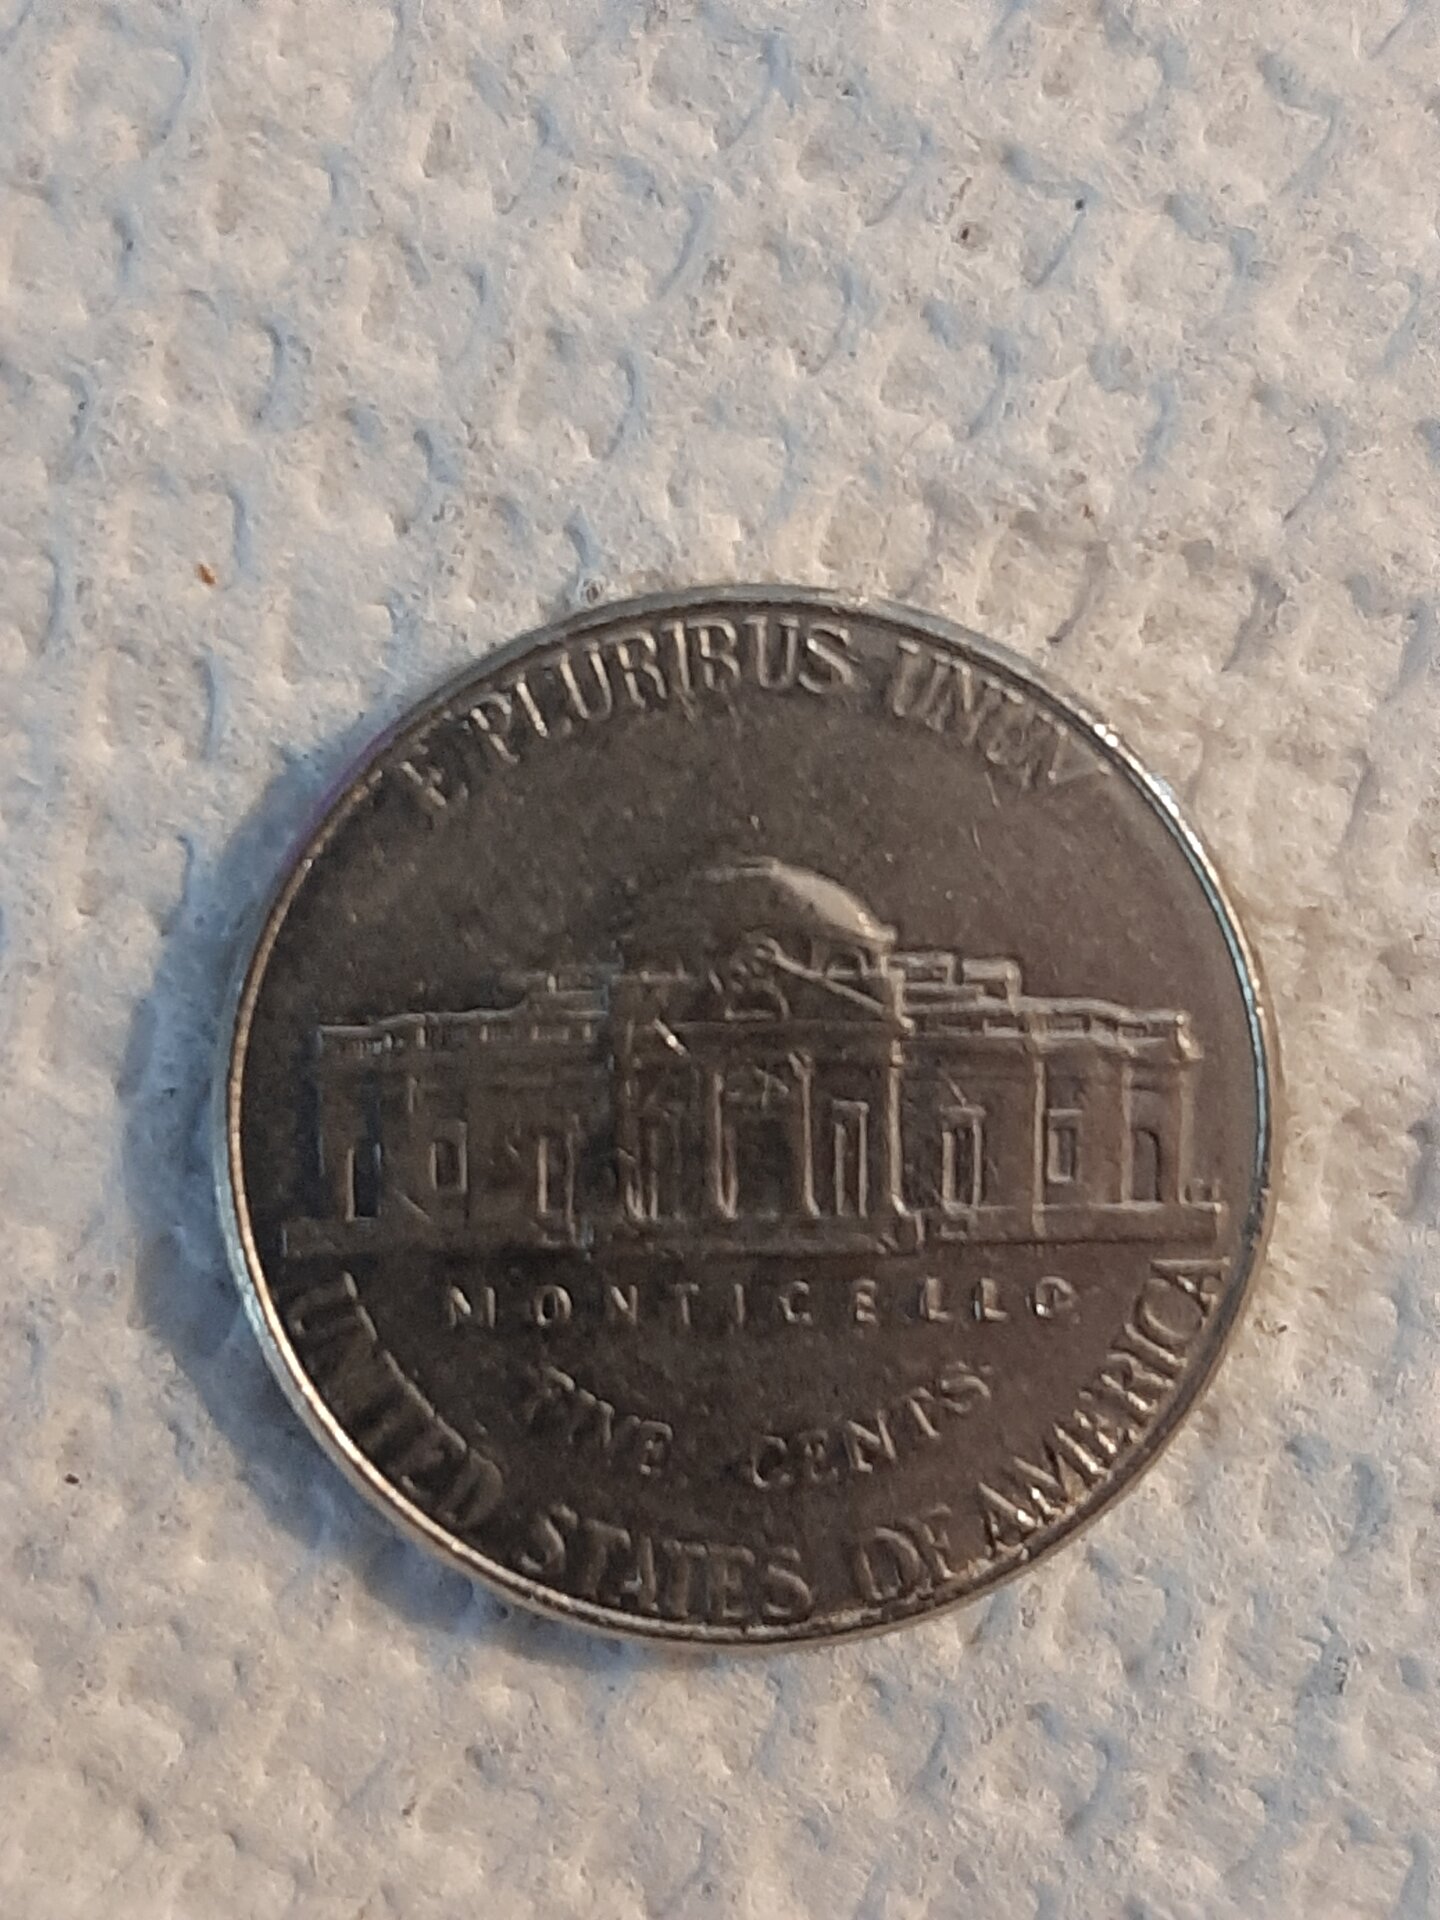 E PLURIBUS UNUM
MONTICELLO
FIVE CENTS
UNITED STATES OF AMERICA